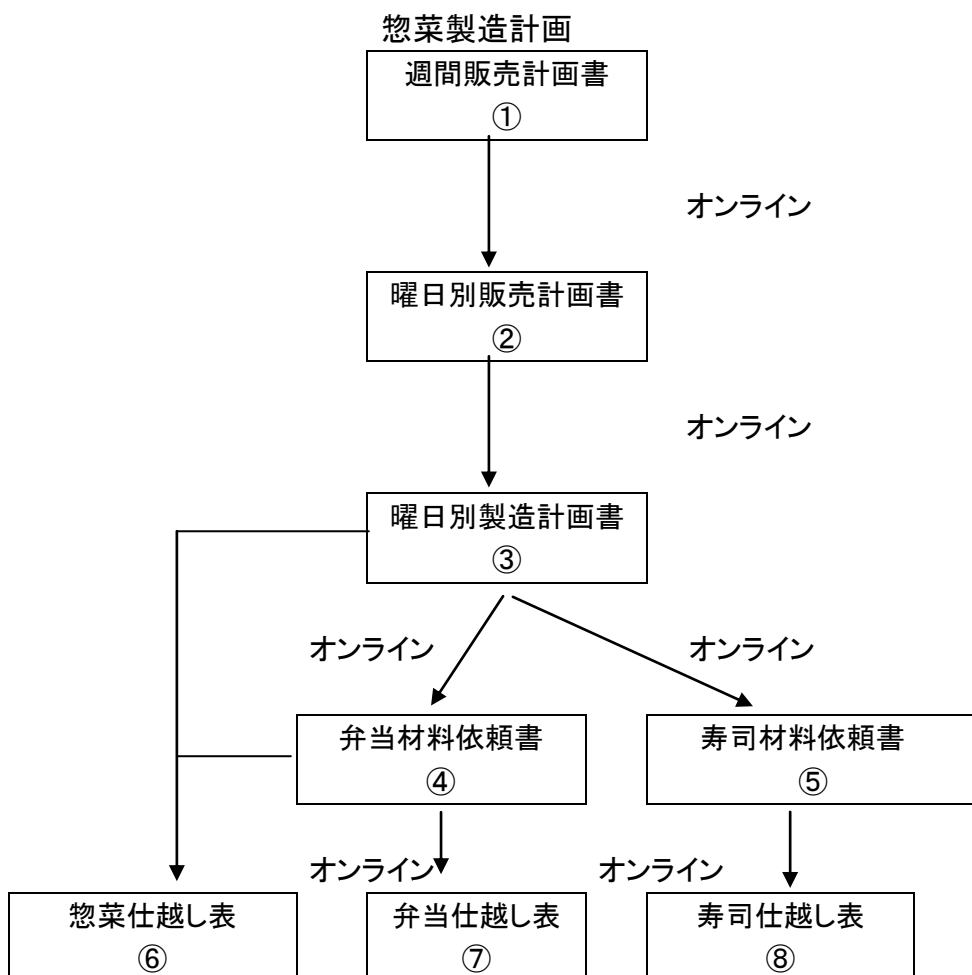 惣菜製造計画
週間販売計画書
①
オンライン
曜日別販売計画書
②
オンライン
曜日別製造計画書
③
オンライン
オンライン
弁当材料依頼書
④
寿司材料依頼書
⑤
オンライン
オンライン
惣菜仕越し表
⑥
弁当仕越し表
⑦
寿司仕越し表
⑧